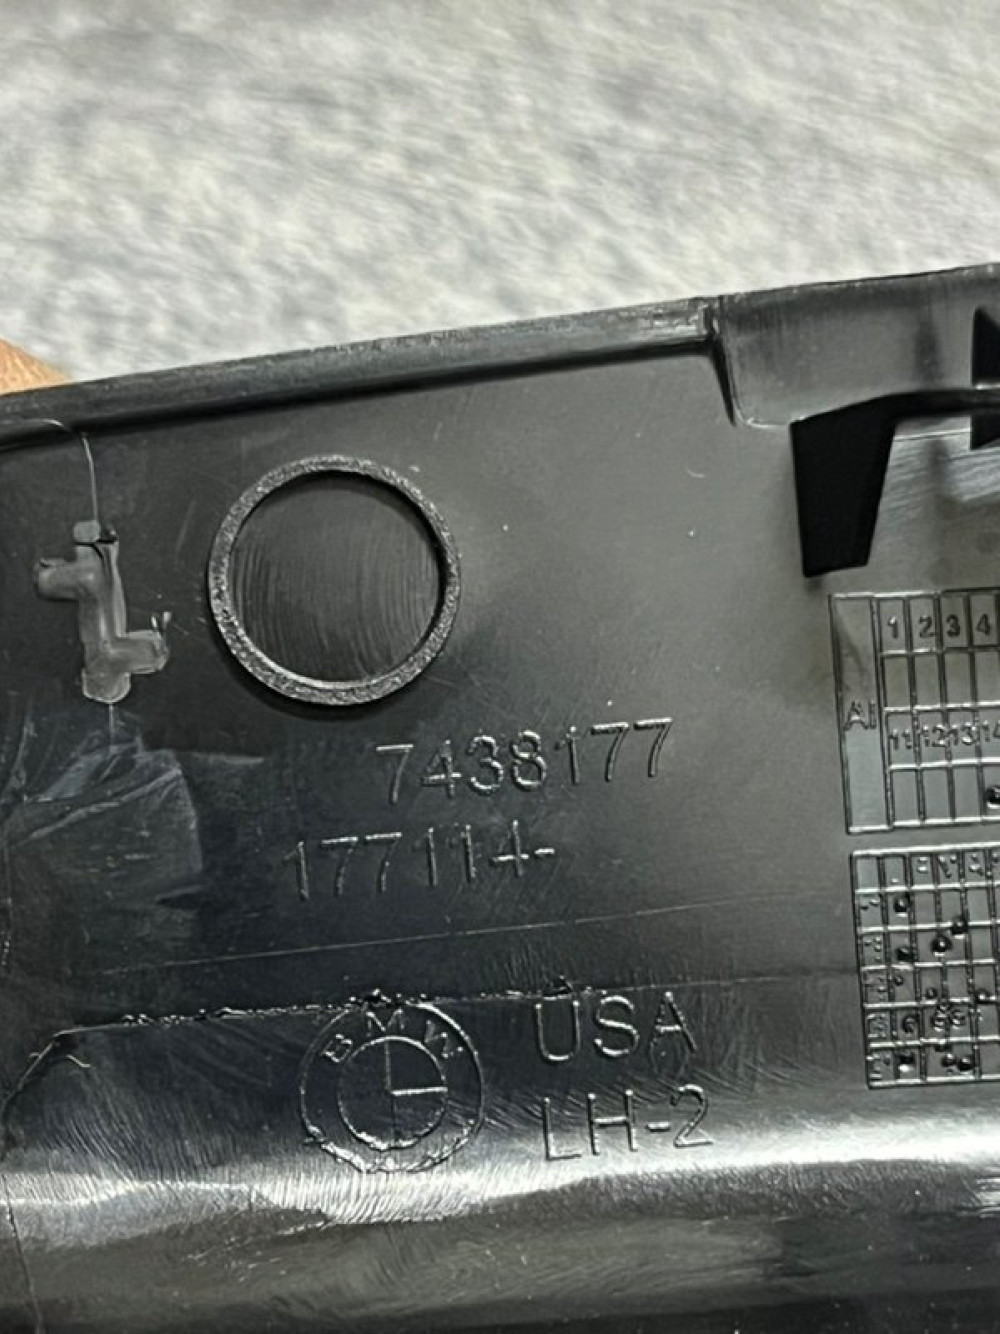 7438177
177114-
BMW
USA
LH-2
1 2 3 4
AI
11 12 13 14